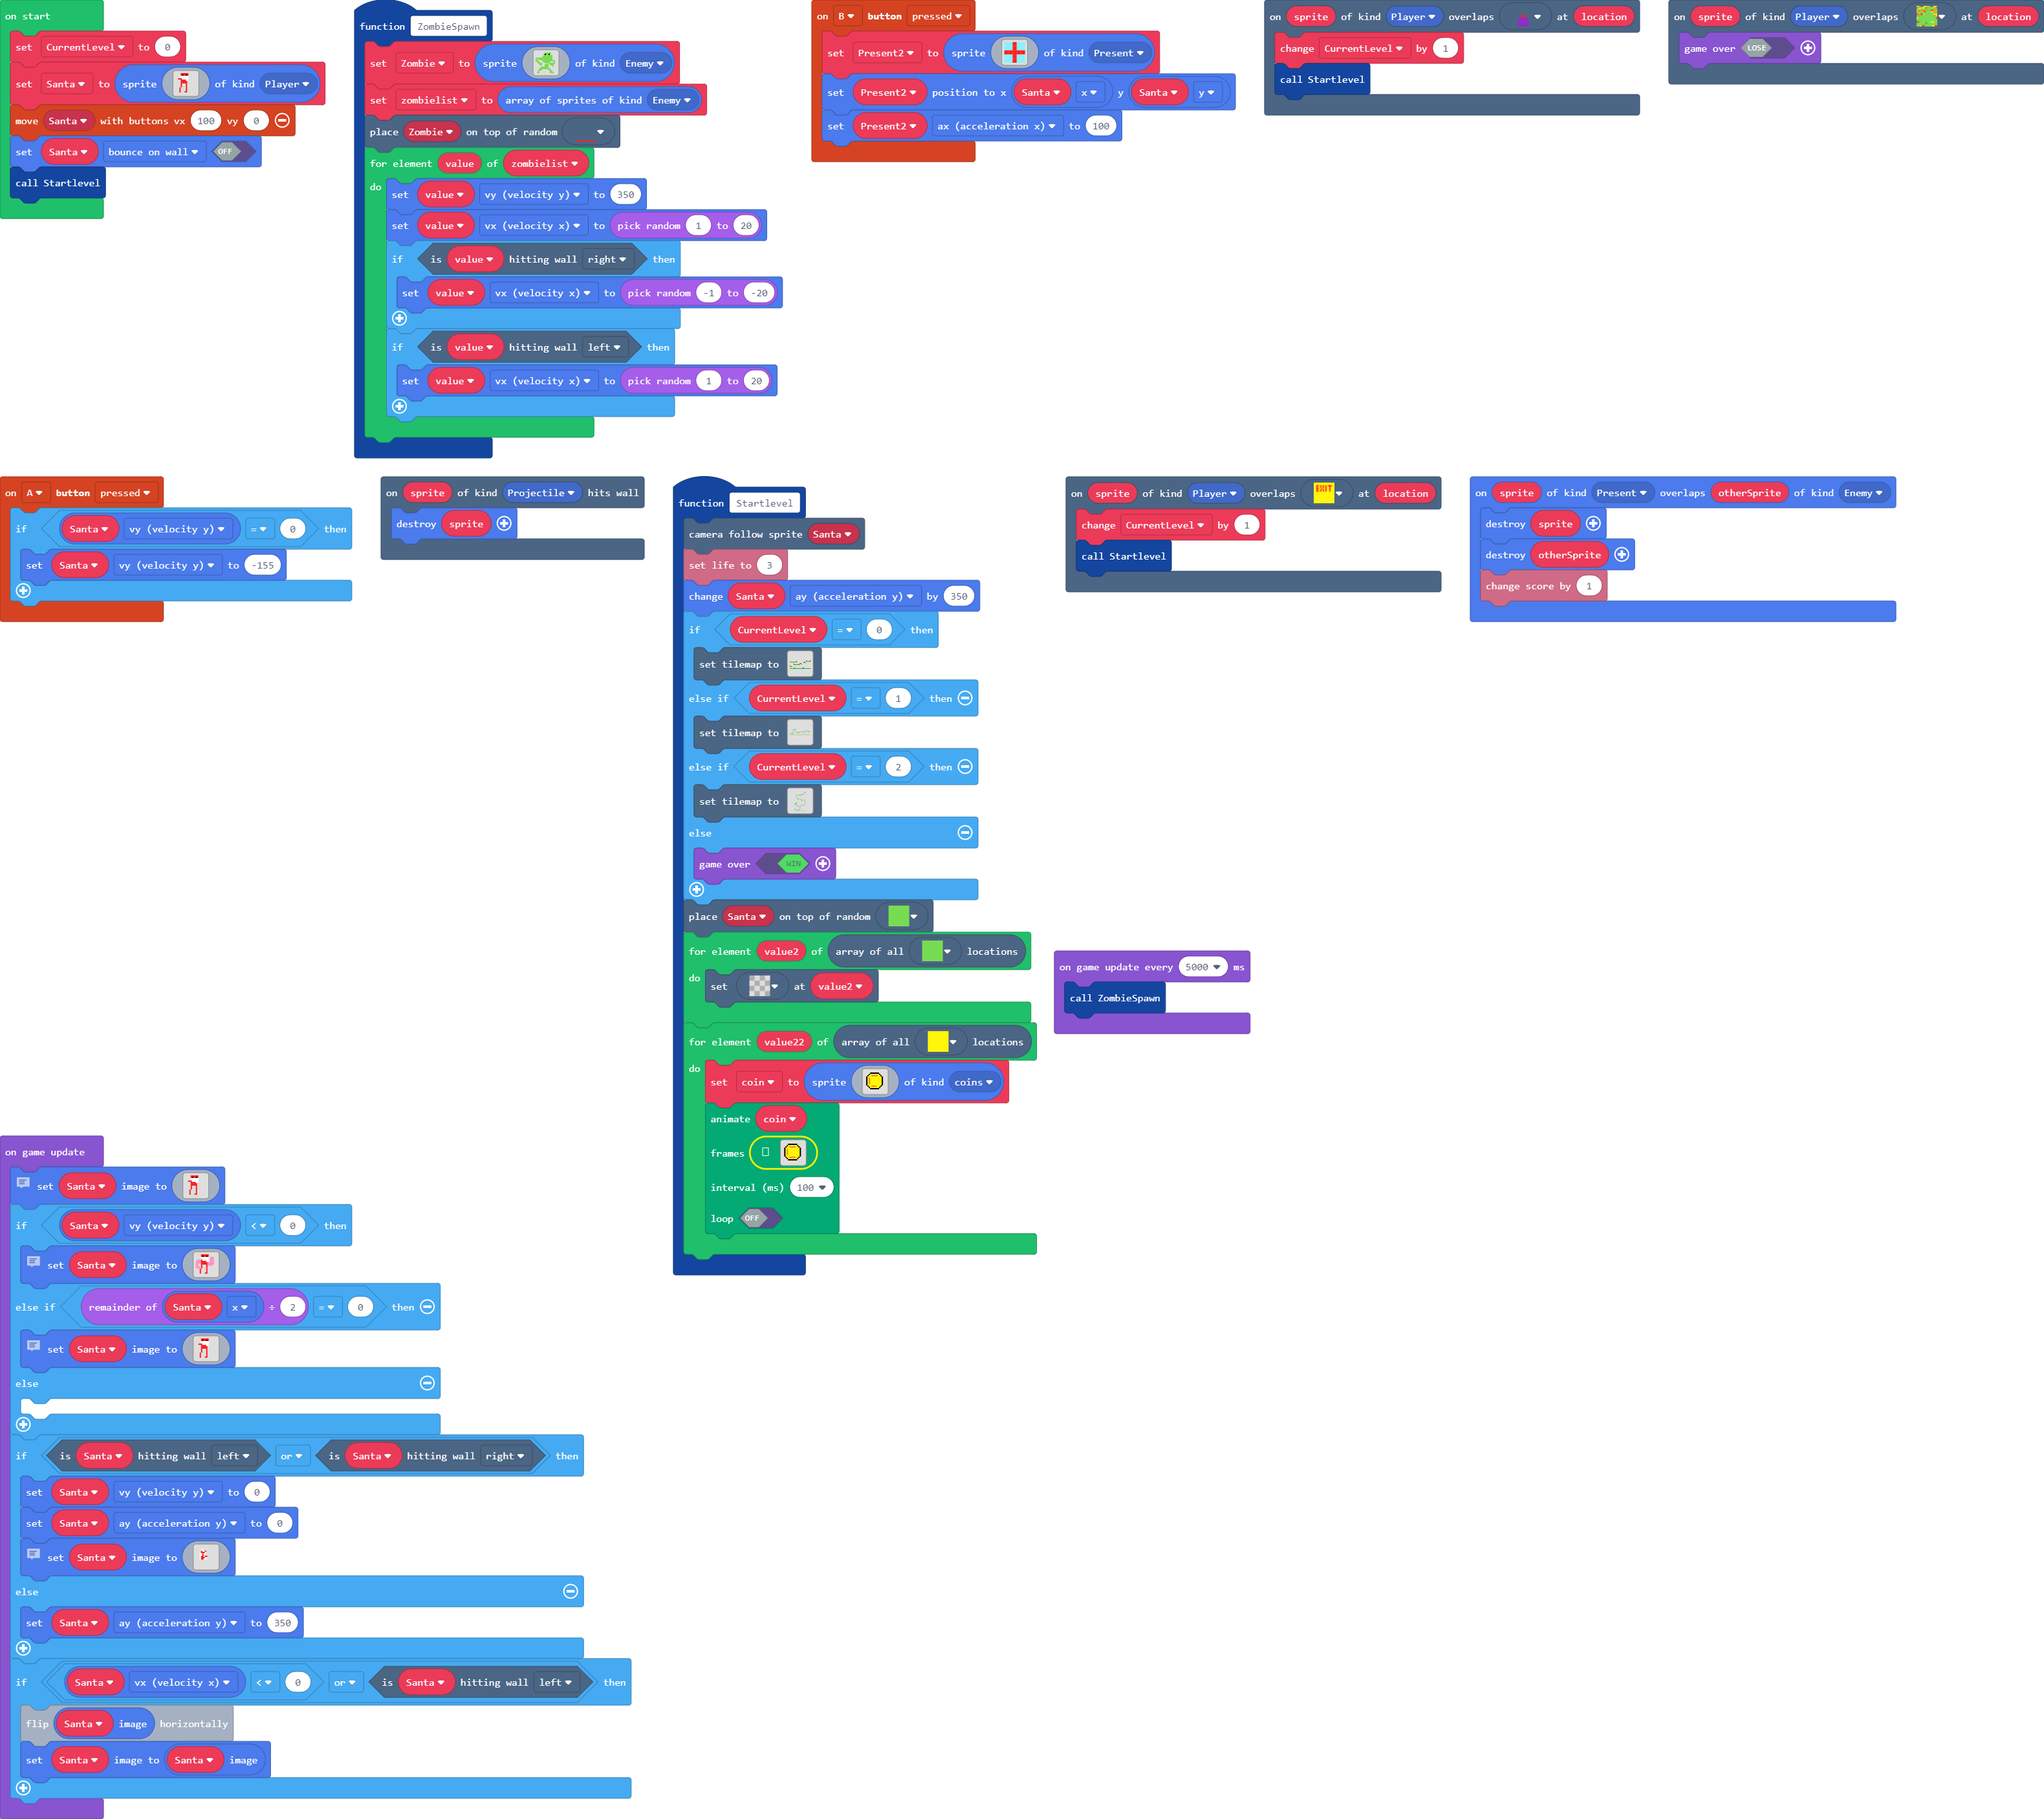 on start
set CurrentLevel to 0
set Santa to sprite of kind Player
move Santa with buttons vx 100 vy 0
set Santa bounce on wall OFF
call Startlevel
function ZombieSpawn
set Zombie to sprite of kind Enemy
set zombielist to array of sprites of kind Enemy
place Zombie on top of random
for element value of zombielist
do
set value vy (velocity y) to 350
set value vx (velocity x) to pick random 1 to 20
if is value hitting wall right then
set value vx (velocity x) to pick random -1 to -20
if is value hitting wall left then
set value vx (velocity x) to pick random 1 to 20
on B button pressed
set Present2 to sprite of kind Present
set Present2 position to x Santa x y Santa y
set Present2 ax (acceleration x) to 100
on sprite of kind Player overlaps at location
change CurrentLevel by 1
call Startlevel
on sprite of kind Player overlaps at location
game over LOSE
on A button pressed
if Santa vy (velocity y) = 0 then
set Santa vy (velocity y) to -155
on sprite of kind Projectile hits wall
destroy sprite
function Startlevel
camera follow sprite Santa
set life to 3
change Santa ay (acceleration y) by 350
if CurrentLevel = 0 then
set tilemap to
else if CurrentLevel = 1 then
set tilemap to
else if CurrentLevel = 2 then
set tilemap to
else
game over WIN
place Santa on top of random
for element value2 of array of all locations
do
set at value2
for element value22 of array of all locations
do
set coin to sprite of kind coins
animate coin
frames
interval (ms) 100
loop OFF
on sprite of kind Player overlaps EXIT at location
change CurrentLevel by 1
call Startlevel
on sprite of kind Present overlaps otherSprite of kind Enemy
destroy sprite
destroy otherSprite
change score by 1
on game update every 5000 ms
call ZombieSpawn
on game update
set Santa image to
if Santa vy (velocity y) < 0 then
set Santa image to
else if remainder of Santa x ÷ 2 = 0 then
set Santa image to
else
if is Santa hitting wall left or is Santa hitting wall right then
set Santa vy (velocity y) to 0
set Santa ay (acceleration y) to 0
set Santa image to
else
set Santa ay (acceleration y) to 350
if Santa vx (velocity x) < 0 or is Santa hitting wall left then
flip Santa image horizontally
set Santa image to Santa image